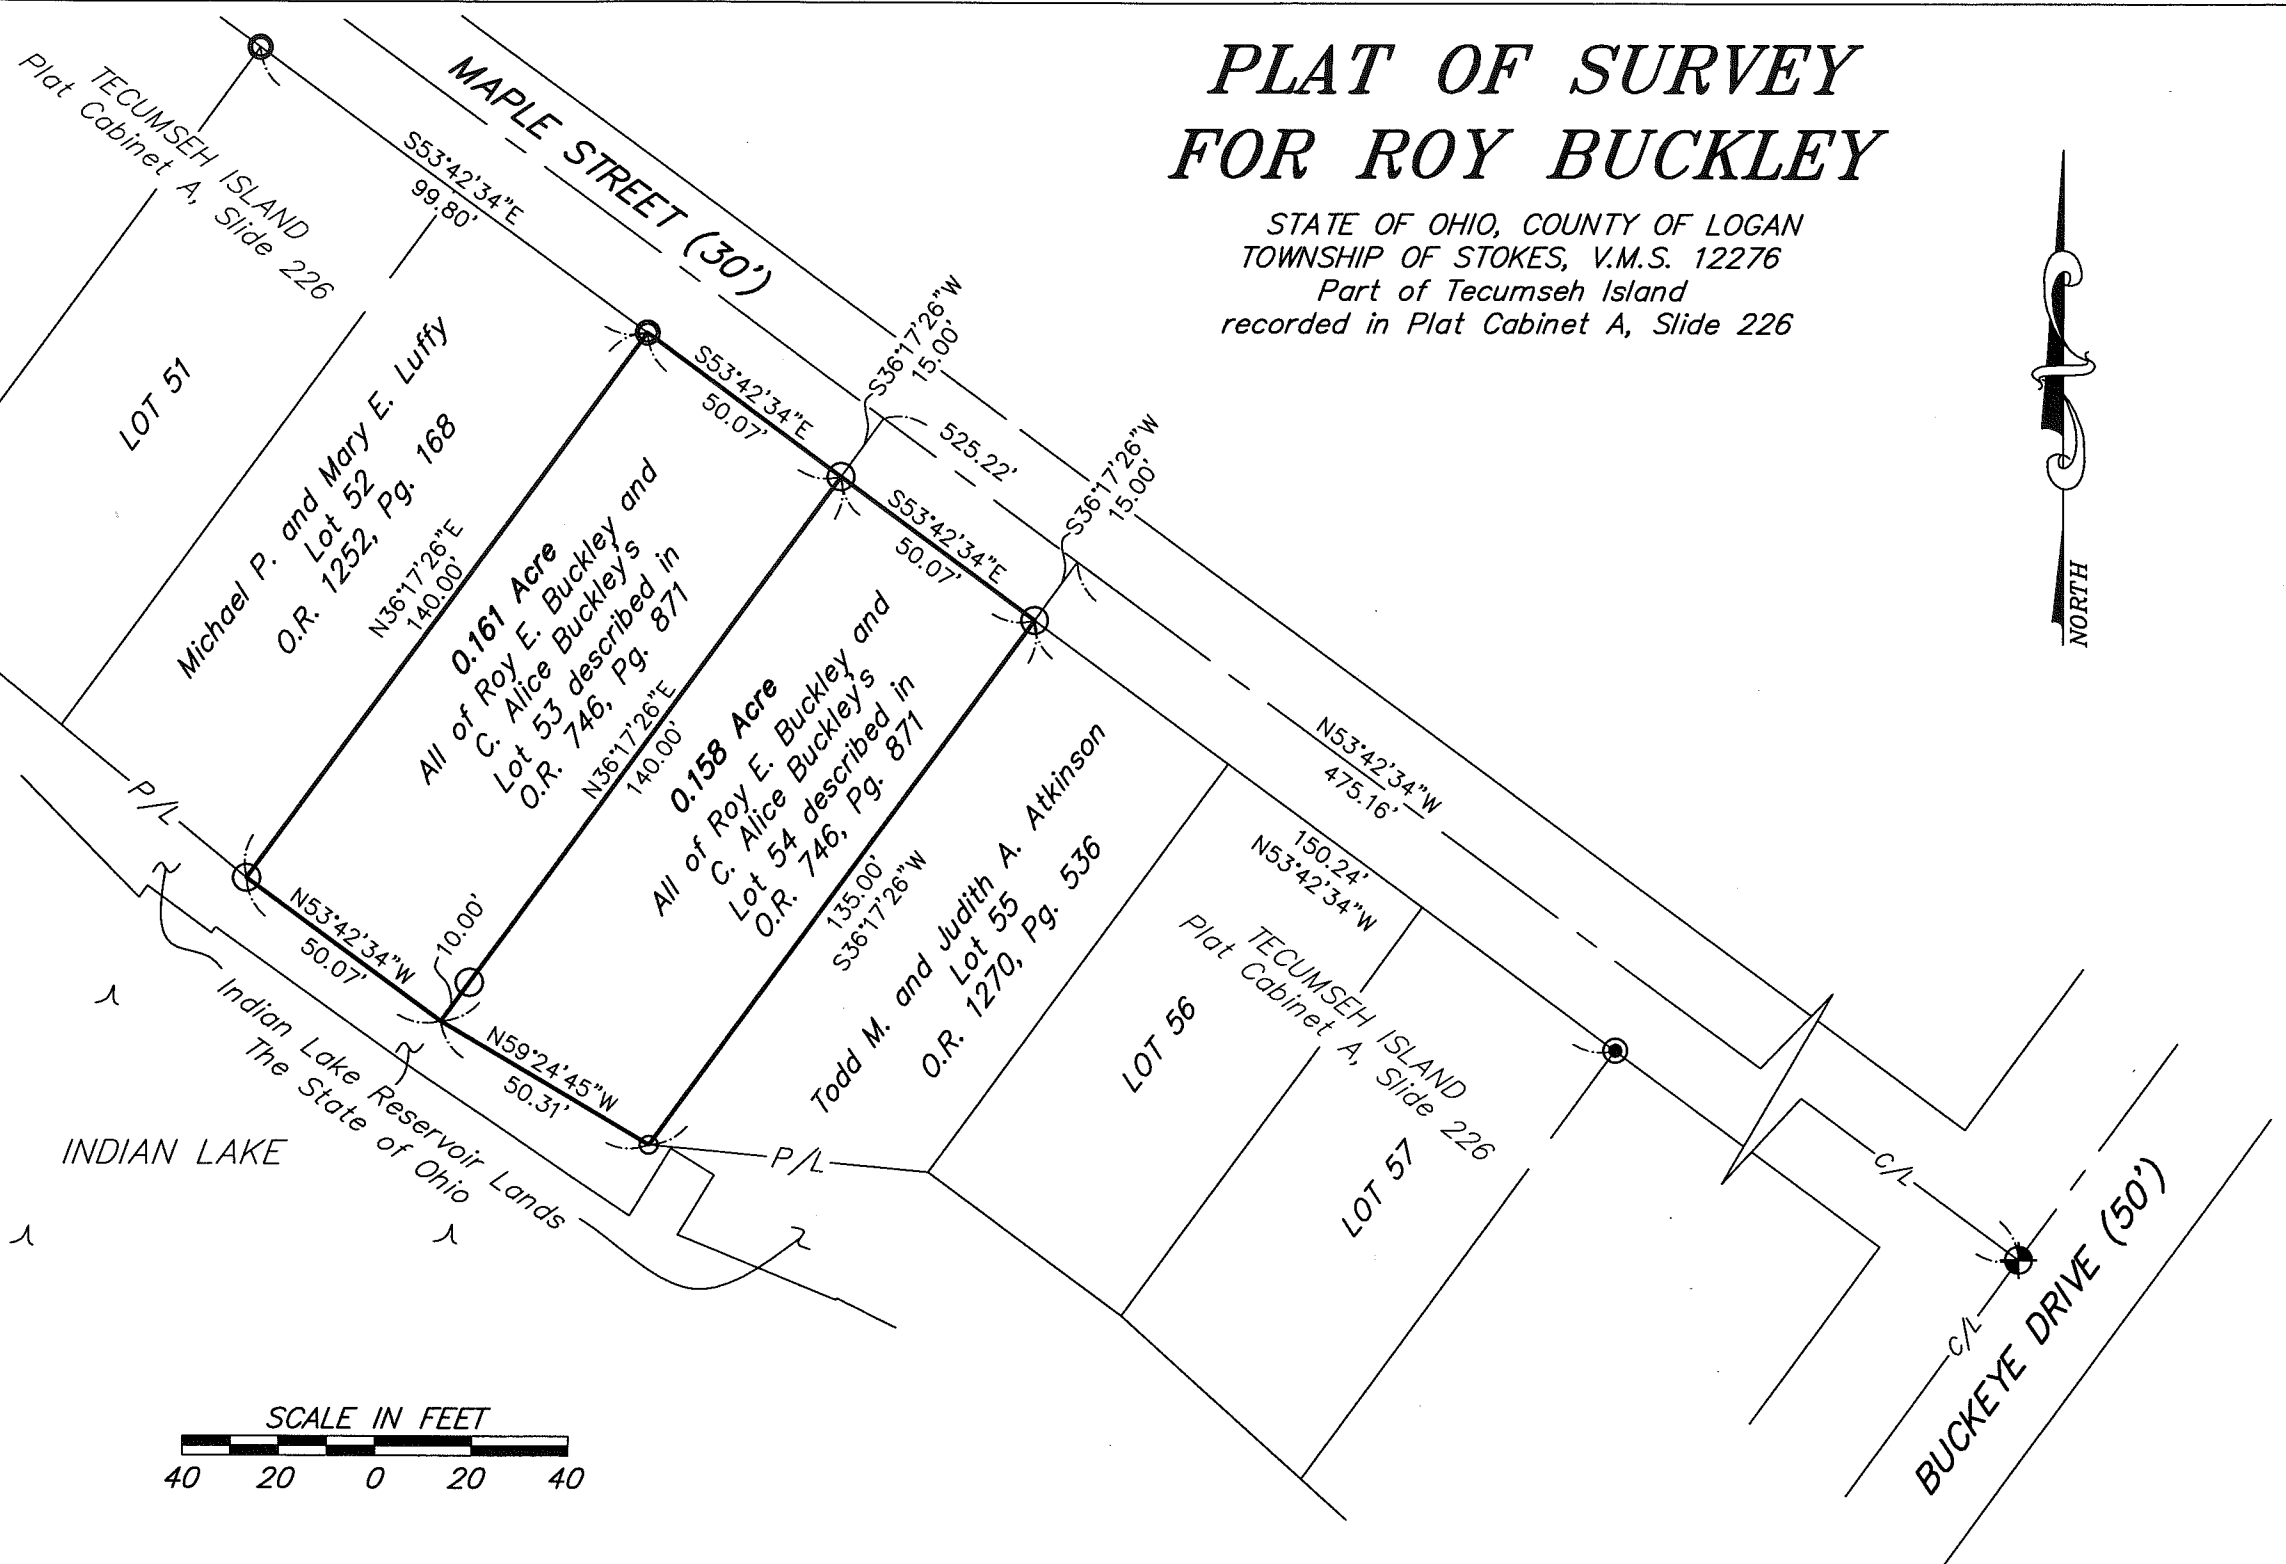 PLAT OF SURVEY
FOR ROY BUCKLEY
STATE OF OHIO, COUNTY OF LOGAN
TOWNSHIP OF STOKES, V.M.S. 12276
Part of Tecumseh Island
recorded in Plat Cabinet A, Slide 226
NORTH
TECUMSEH ISLAND
Plat Cabinet A, Slide 226
MAPLE STREET (30')
S53°42'34"E
99.80'
LOT 51
Michael P. and Mary E. Luffy
Lot 52
O.R. 1252, Pg. 168
N36°17'26"E
140.00'
S53°42'34"E
50.07'
S36°17'26"W
15.00'
525.22'
0.161 Acre
All of Roy E. Buckley and
C. Alice Buckley's
Lot 53 described in
O.R. 746, Pg. 871
N36°17'26"E
140.00'
S53°42'34"E
50.07'
S36°17'26"W
15.00'
0.158 Acre
All of Roy E. Buckley and
C. Alice Buckley's
Lot 54 described in
O.R. 746, Pg. 871
135.00'
S36°17'26"W
Todd M. and Judith A. Atkinson
Lot 55
O.R. 1270, Pg. 536
N53°42'34"W
475.16'
150.24'
N53°42'34"W
TECUMSEH ISLAND
Plat Cabinet A, Slide 226
LOT 56
LOT 57
P/L
N53°42'34"W
50.07'
10.00'
N59°24'45"W
50.31'
P/L
Indian Lake Reservoir Lands
The State of Ohio
INDIAN LAKE
C/L
C/L
BUCKEYE DRIVE (50')
SCALE IN FEET
40 20 0 20 40